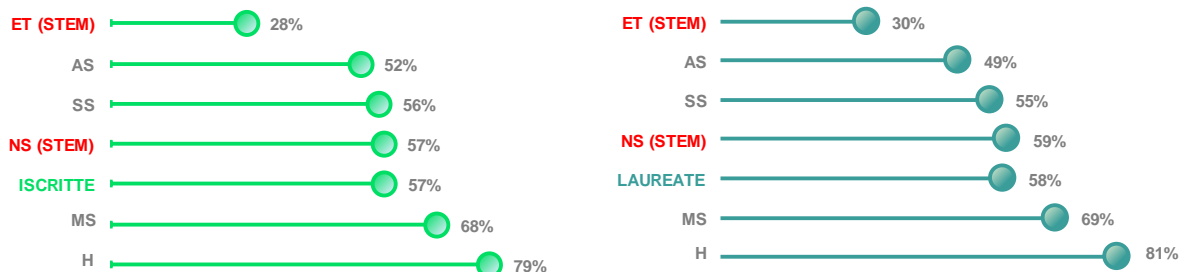 ET (STEM) 28%
AS 52%
SS 56%
NS (STEM) 57%
ISCRITTE 57%
MS 68%
H 79%
ET (STEM) 30%
AS 49%
SS 55%
NS (STEM) 59%
LAUREATE 58%
MS 69%
H 81%